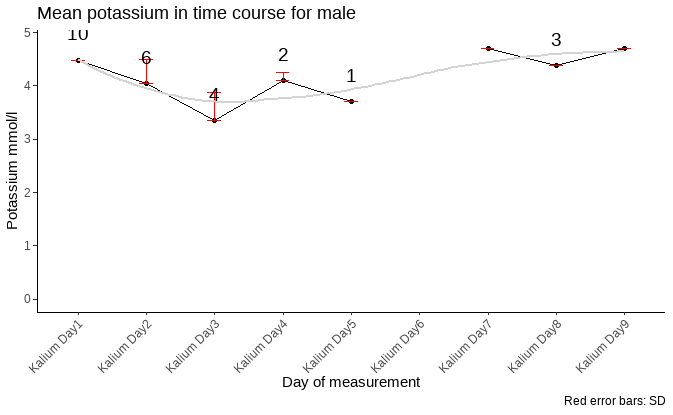 Mean potassium in time course for male
Potassium mmol/l
5
4
3
2
1
0
10
6
4
2
1
3
Kalium Day1
Kalium Day2
Kalium Day3
Kalium Day4
Kalium Day5
Kalium Day6
Kalium Day7
Kalium Day8
Kalium Day9
Day of measurement
Red error bars: SD